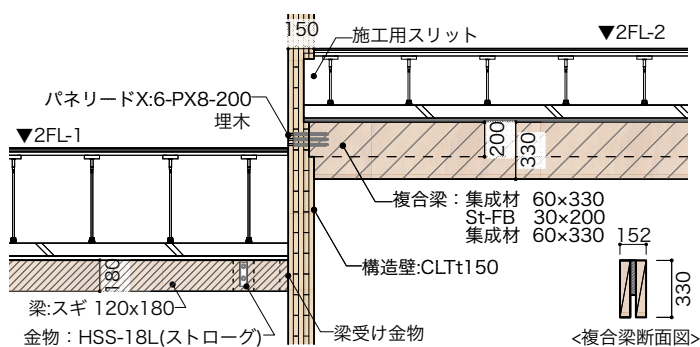 150
施工用スリット
▼2FL-2
パネリードX:6-PX8-200
埋木
▼2FL-1
200
330
複合梁：集成材 60×330
St-FB 30×200
集成材 60×330
152
構造壁:CLTt150
180
330
梁:スギ 120x180
金物：HSS-18L(ストローグ)
梁受け金物
<複合梁断面図>